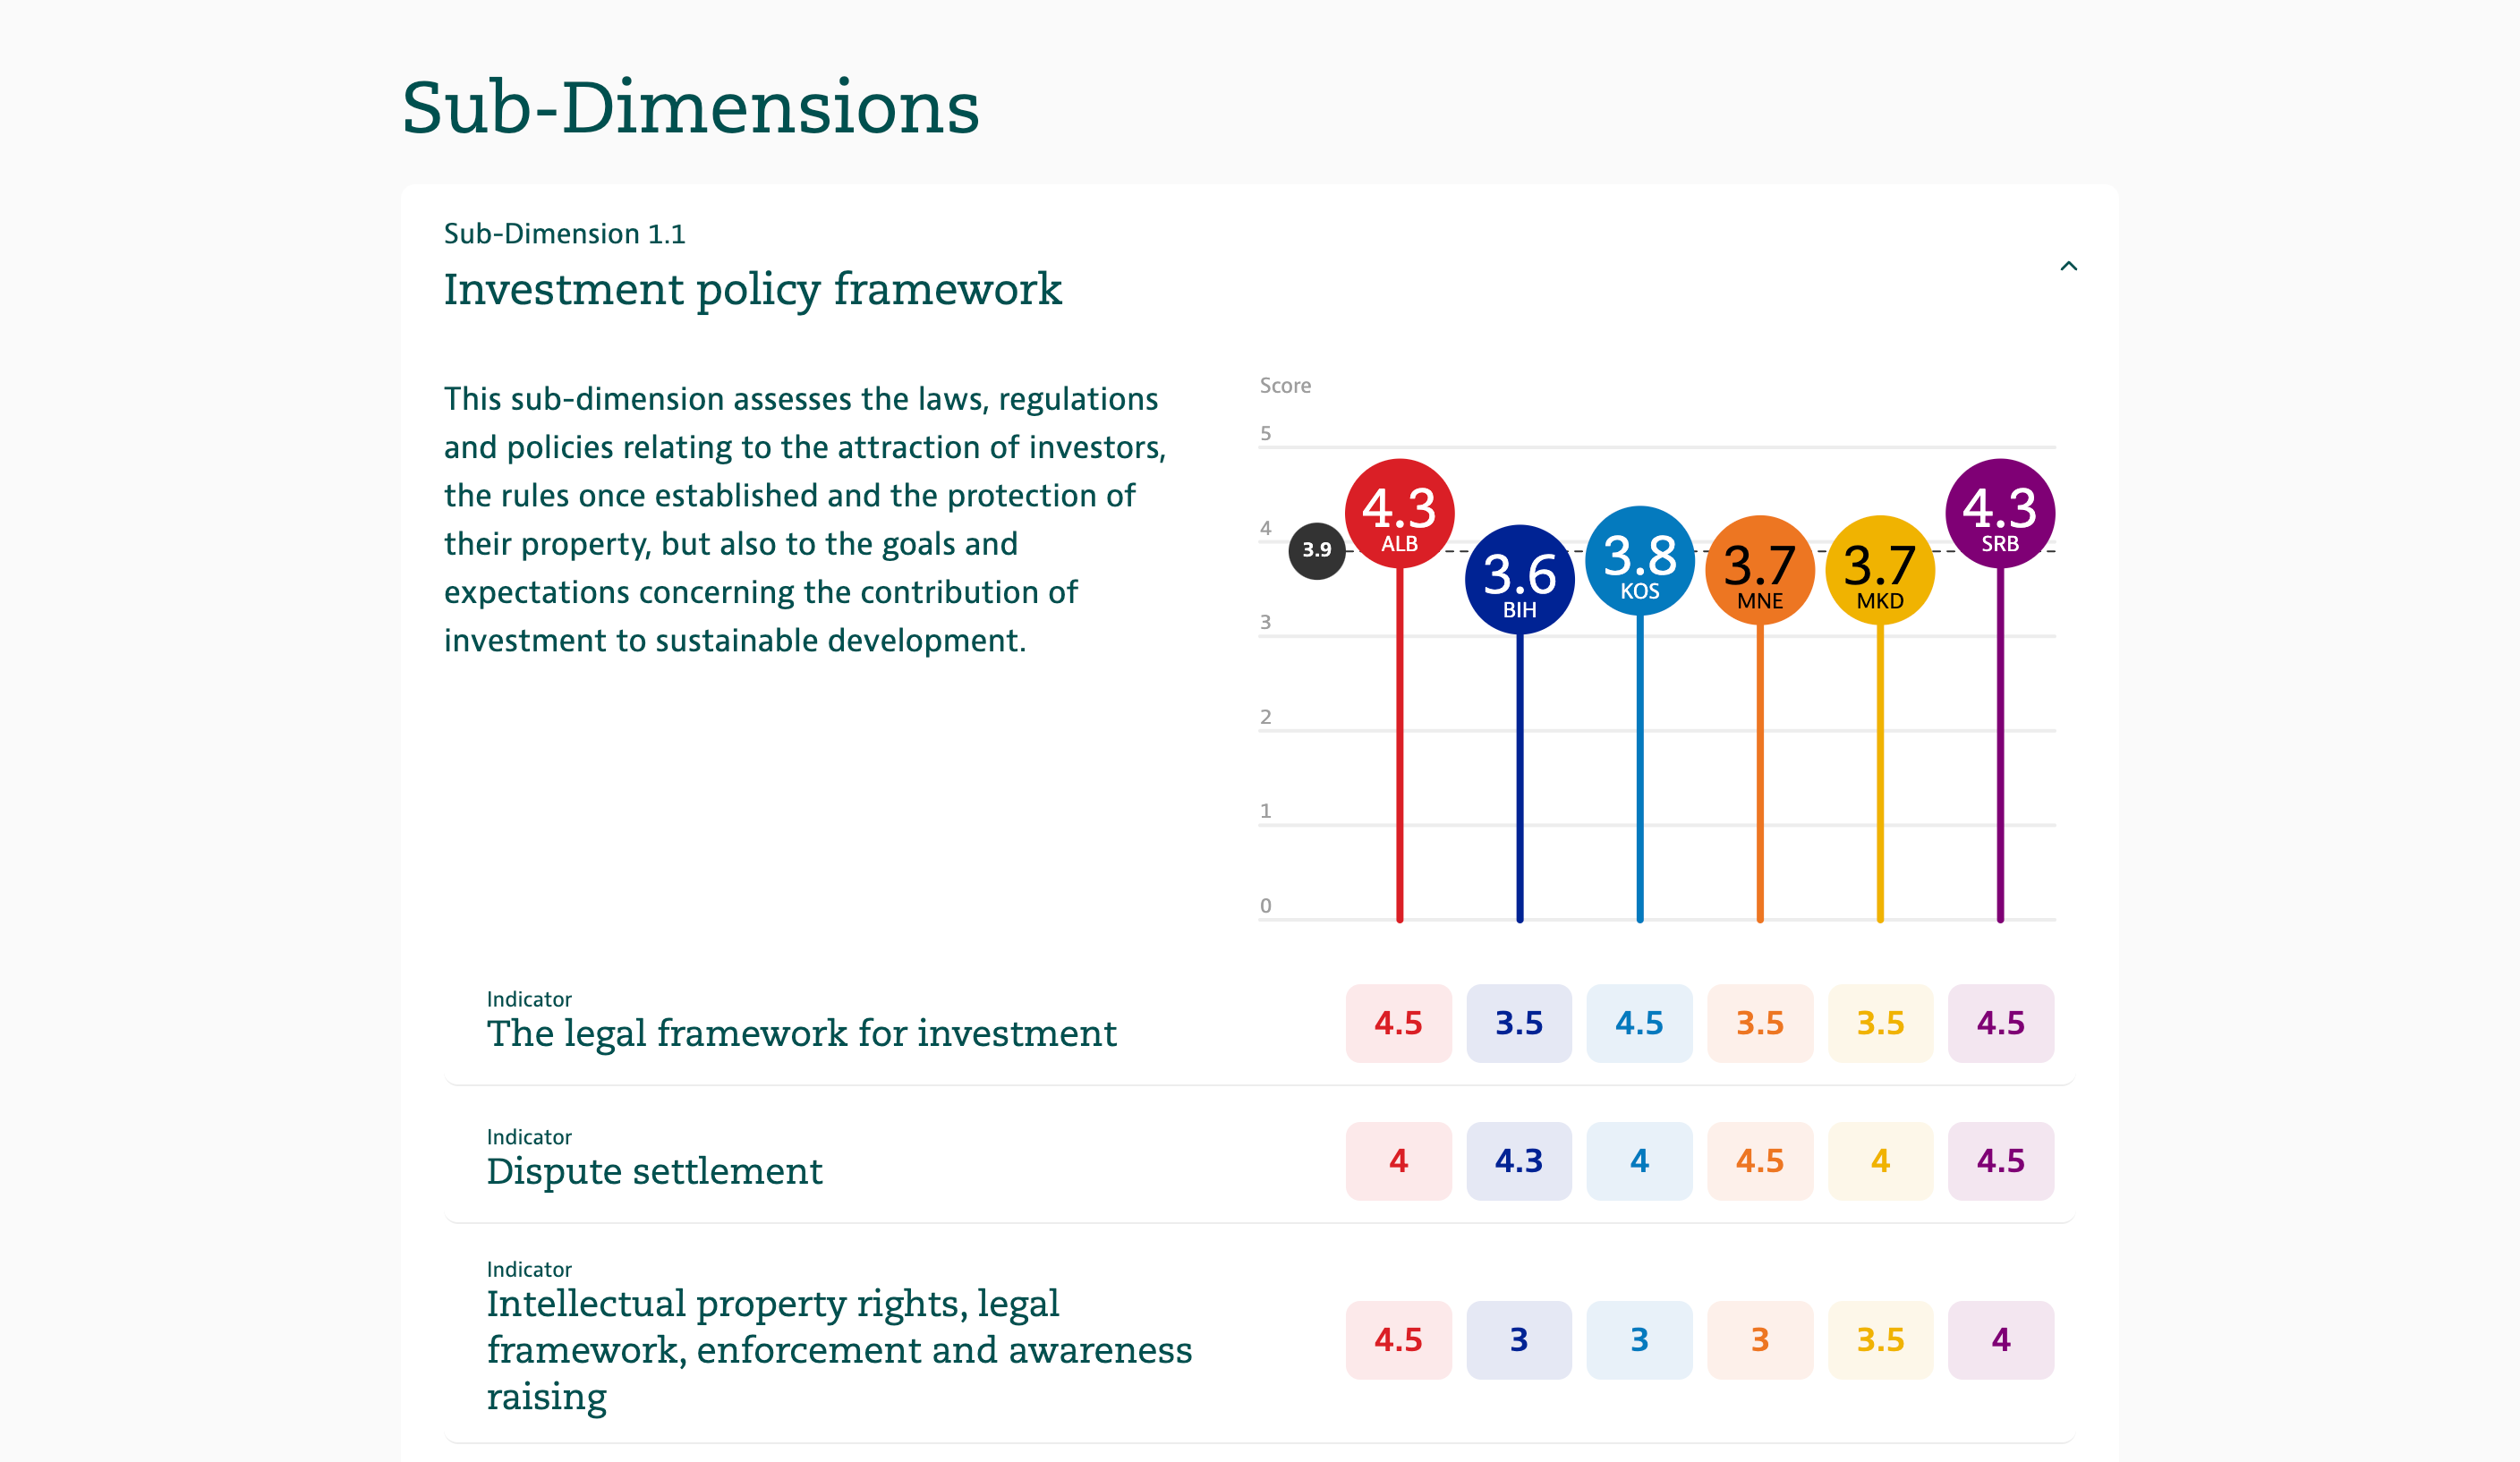 Sub-Dimensions
Sub-Dimension 1.1
Investment policy framework
This sub-dimension assesses the laws, regulations
and policies relating to the attraction of investors,
the rules once established and the protection of
their property, but also to the goals and
expectations concerning the contribution of
investment to sustainable development.
Score
5
4
3
2
1
0
3.9
4.3
ALB
3.6
BIH
3.8
KOS
3.7
MNE
3.7
MKD
4.3
SRB
Indicator
The legal framework for investment
4.5 3.5 4.5 3.5 3.5 4.5
Indicator
Dispute settlement
4 4.3 4 4.5 4 4.5
Indicator
Intellectual property rights, legal
framework, enforcement and awareness
raising
4.5 3 3 3 3.5 4